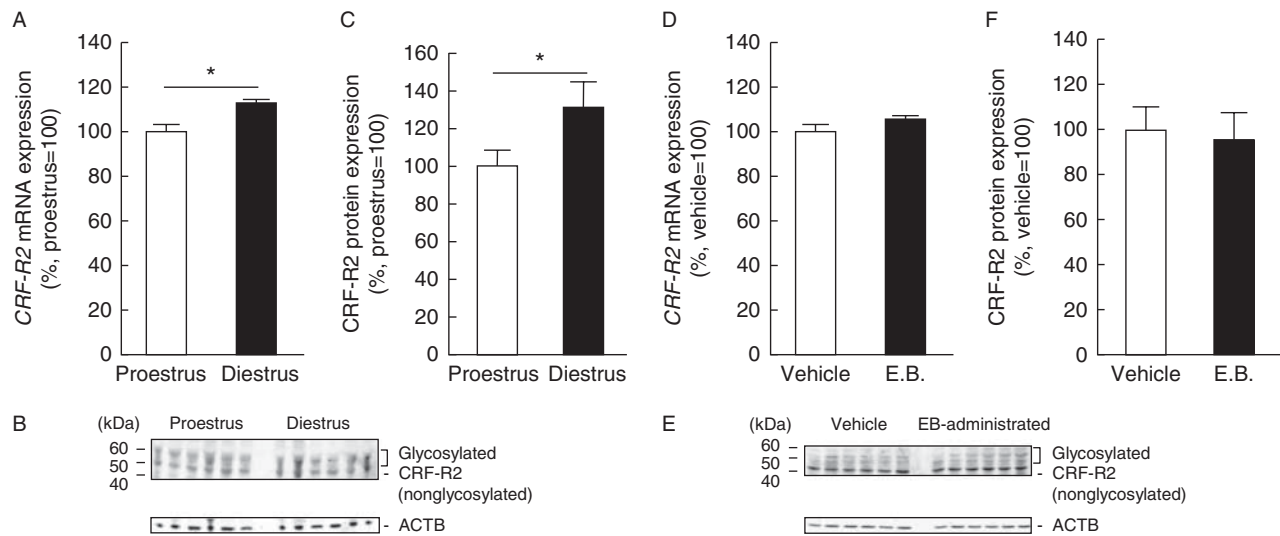 A
CRF-R2 mRNA expression
(%, proestrus=100)
140
120
100
80
60
40
20
0
*
Proestrus Diestrus
C
CRF-R2 protein expression
(%, proestrus=100)
160
140
120
100
80
60
40
20
0
*
Proestrus Diestrus
D
CRF-R2 mRNA expression
(%, vehicle=100)
140
120
100
80
60
40
20
0
Vehicle E.B.
F
CRF-R2 protein expression
(%, vehicle=100)
140
120
100
80
60
40
20
0
Vehicle E.B.
B
(kDa) Proestrus Diestrus
60
50
40
Glycosylated
- CRF-R2
(nonglycosylated)
- ACTB
E
(kDa) Vehicle EB-administrated
60
50
40
Glycosylated
- CRF-R2
(nonglycosylated)
- ACTB